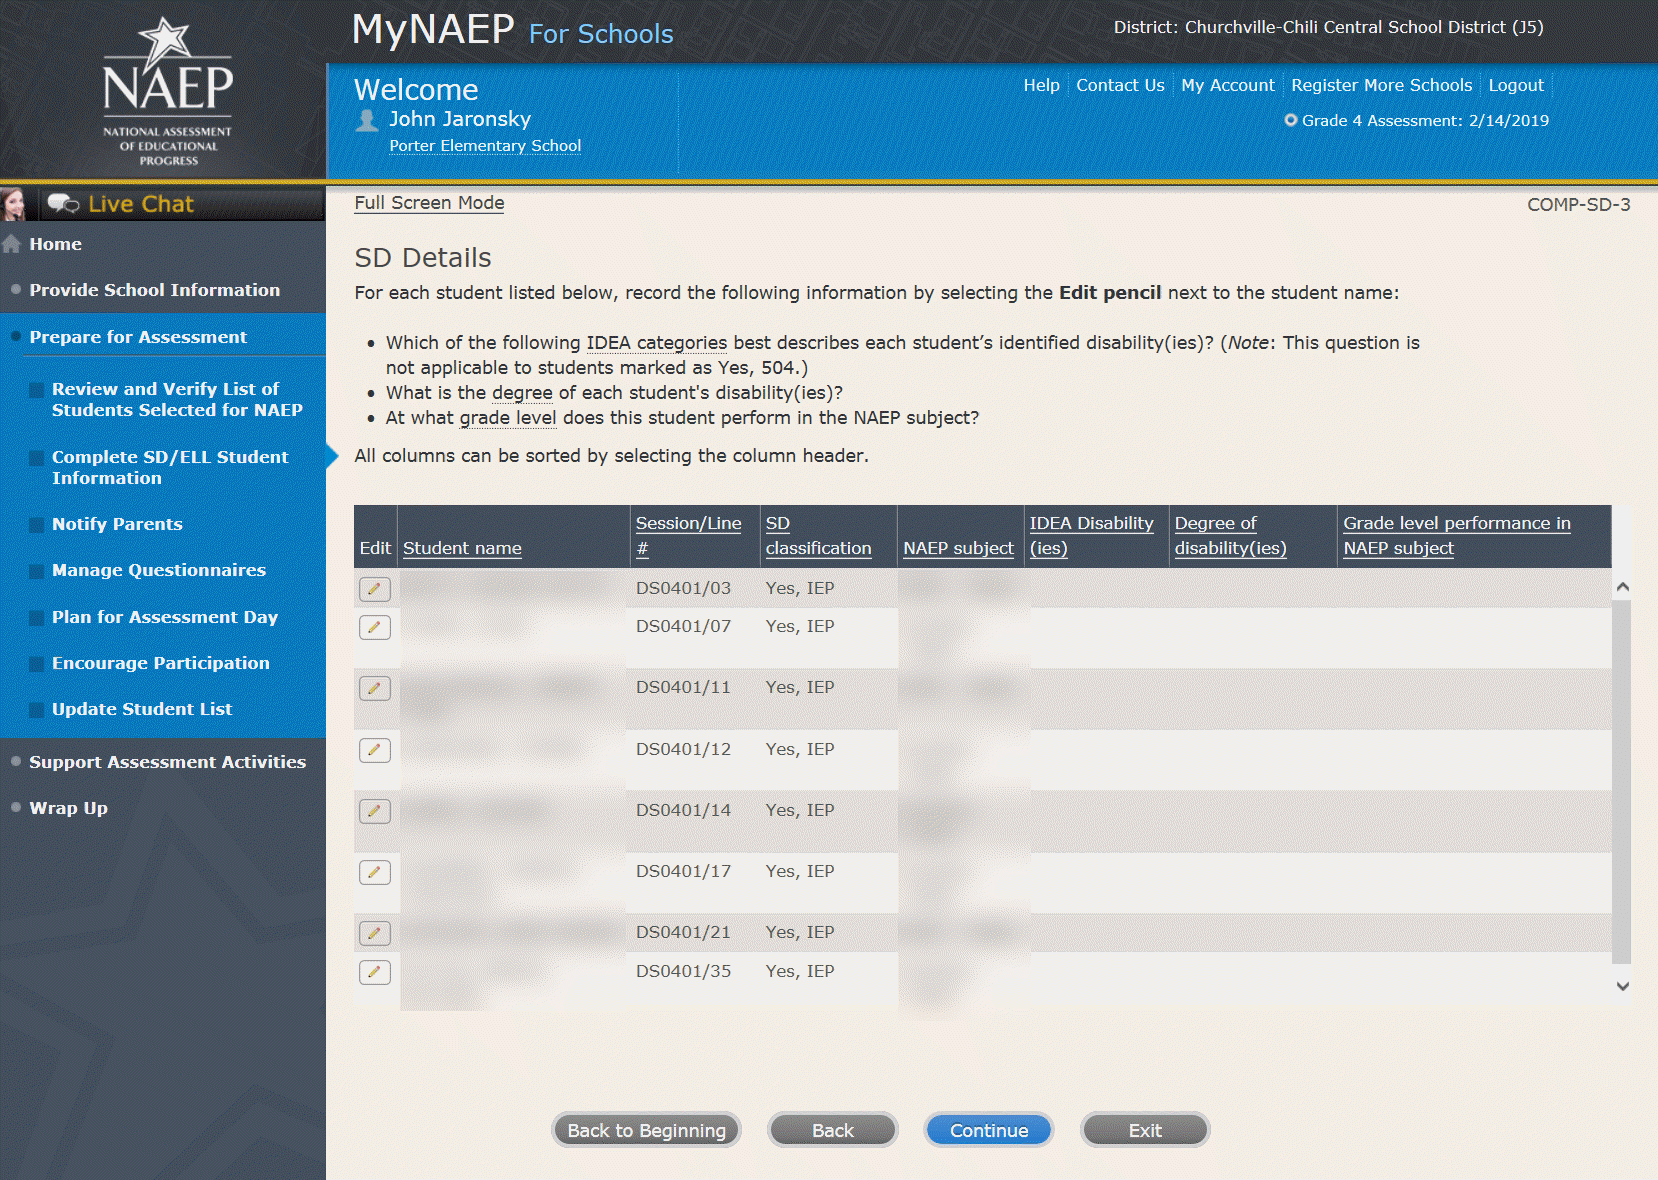 MyNAEP For Schools
District: Churchville-Chili Central School District (J5)
NAEP
NATIONAL ASSESSMENT
OF EDUCATIONAL
PROGRESS
Welcome
John Jaronsky
Porter Elementary School
Help Contact Us My Account Register More Schools Logout
Grade 4 Assessment: 2/14/2019
Live Chat
Home
Provide School Information
Prepare for Assessment
Review and Verify List of
Students Selected for NAEP
Complete SD/ELL Student
Information
Notify Parents
Manage Questionnaires
Plan for Assessment Day
Encourage Participation
Update Student List
Support Assessment Activities
Wrap Up
Full Screen Mode
COMP-SD-3
SD Details
For each student listed below, record the following information by selecting the Edit pencil next to the student name:
• Which of the following IDEA categories best describes each student’s identified disability(ies)? (Note: This question is
not applicable to students marked as Yes, 504.)
• What is the degree of each student's disability(ies)?
• At what grade level does this student perform in the NAEP subject?
All columns can be sorted by selecting the column header.
Edit
Student name
Session/Line
#
SD
classification
NAEP subject
IDEA Disability
(ies)
Degree of
disability(ies)
Grade level performance in
NAEP subject
DS0401/03 Yes, IEP
DS0401/07 Yes, IEP
DS0401/11 Yes, IEP
DS0401/12 Yes, IEP
DS0401/14 Yes, IEP
DS0401/17 Yes, IEP
DS0401/21 Yes, IEP
DS0401/35 Yes, IEP
Back to Beginning Back Continue Exit